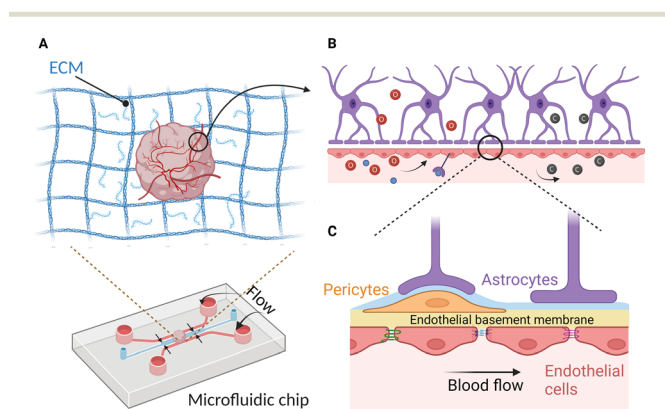 A
ECM
Flow
Microfluidic chip
B
O
O
O
C
C
O
O
O
C
C
C
Pericytes
Astrocytes
Endothelial basement membrane
Blood flow
Endothelial
cells